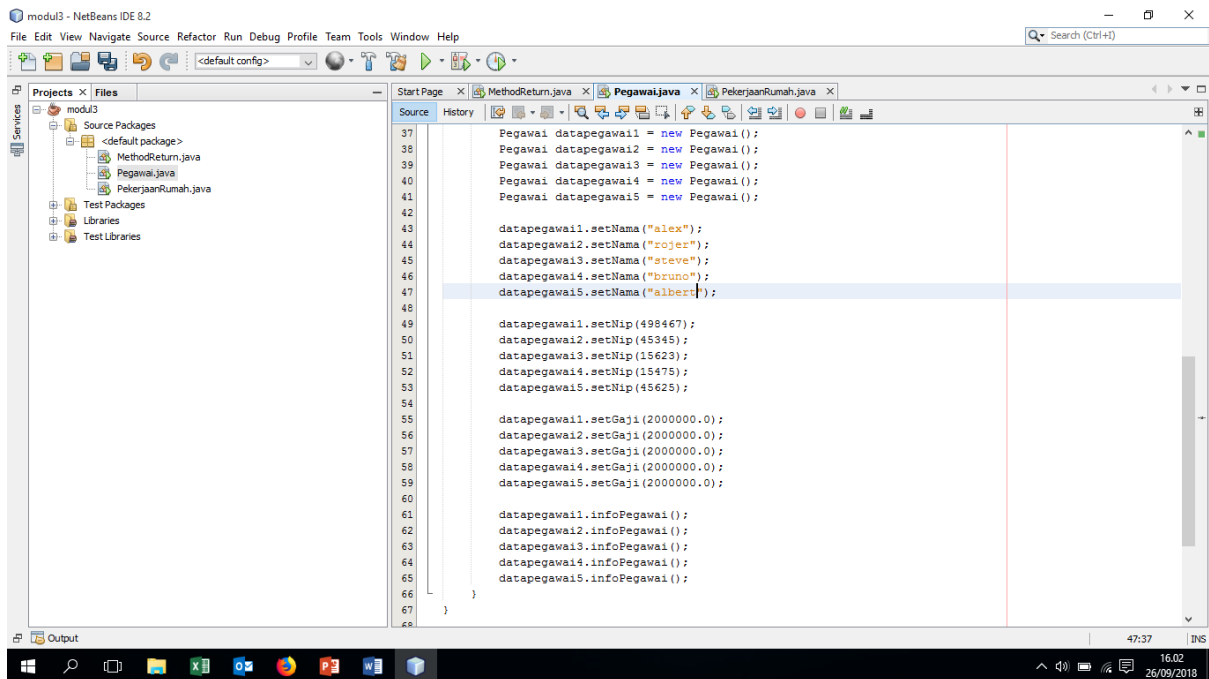 modul3 - NetBeans IDE 8.2
File Edit View Navigate Source Refactor Run Debug Profile Team Tools Window Help
Search (Ctrl+I)
<default config>
Projects Files
Start Page MethodReturn.java Pegawai.java PekerjaanRumah.java
Services
modul3
Source Packages
<default package>
MethodReturn.java
Pegawai.java
PekerjaanRumah.java
Test Packages
Libraries
Test Libraries
Source History
37 Pegawai datapegawai1 = new Pegawai();
38 Pegawai datapegawai2 = new Pegawai();
39 Pegawai datapegawai3 = new Pegawai();
40 Pegawai datapegawai4 = new Pegawai();
41 Pegawai datapegawai5 = new Pegawai();
42
43 datapegawai1.setNama("alex");
44 datapegawai2.setNama("rojer");
45 datapegawai3.setNama("steve");
46 datapegawai4.setNama("bruno");
47 datapegawai5.setNama("albert");
48
49 datapegawai1.setNip(498467);
50 datapegawai2.setNip(45345);
51 datapegawai3.setNip(15623);
52 datapegawai4.setNip(15475);
53 datapegawai5.setNip(45625);
54
55 datapegawai1.setGaji(2000000.0);
56 datapegawai2.setGaji(2000000.0);
57 datapegawai3.setGaji(2000000.0);
58 datapegawai4.setGaji(2000000.0);
59 datapegawai5.setGaji(2000000.0);
60
61 datapegawai1.infoPegawai();
62 datapegawai2.infoPegawai();
63 datapegawai3.infoPegawai();
64 datapegawai4.infoPegawai();
65 datapegawai5.infoPegawai();
66 }
67 }
68
Output
47:37 INS
16.02
26/09/2018